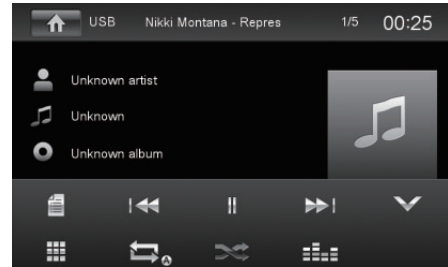 USB Nikki Montana - Repres 1/5 00:25
Unknown artist
Unknown
Unknown album